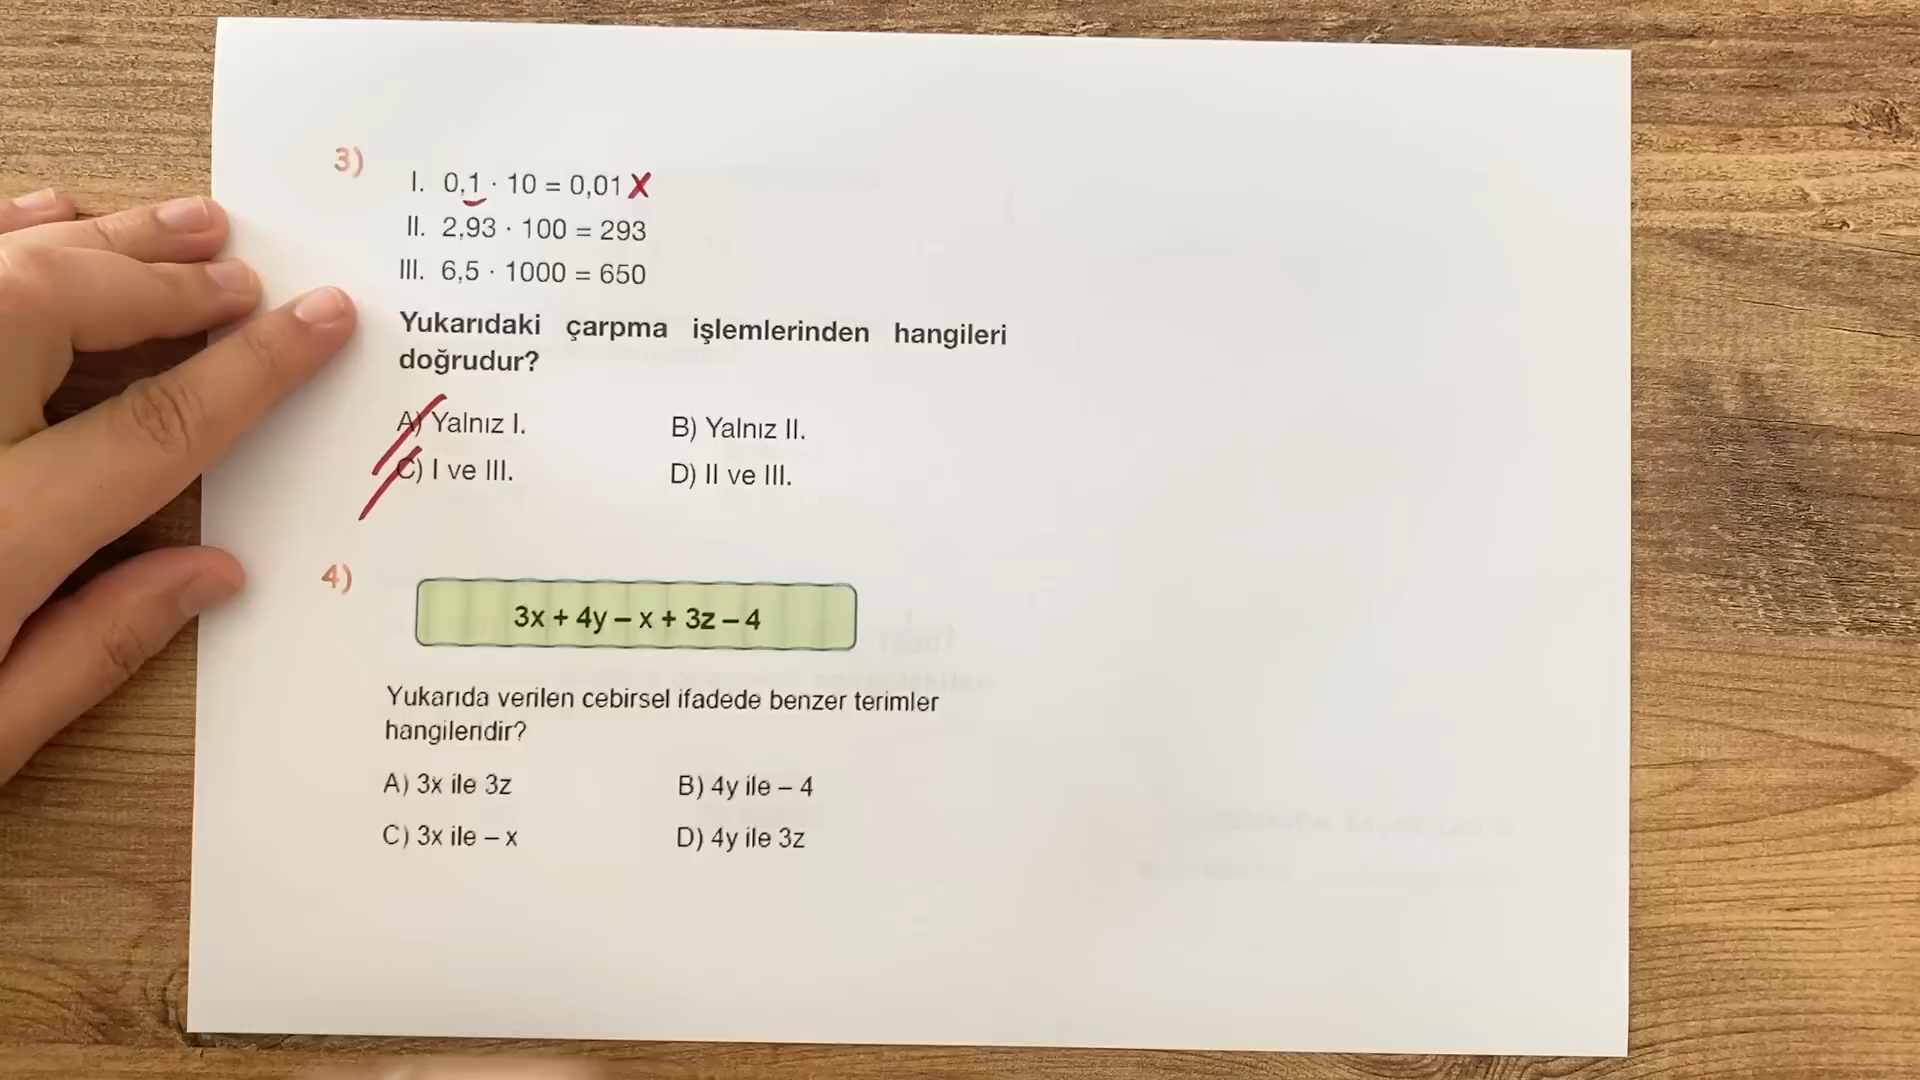 3)
I. 0,1 · 10 = 0,01 X
II. 2,93 · 100 = 293
III. 6,5 · 1000 = 650
Yukarıdaki çarpma işlemlerinden hangileri
doğrudur?
A) Yalnız I. B) Yalnız II.
C) I ve III. D) II ve III.
4)
3x + 4y – x + 3z – 4
Yukarıda verilen cebirsel ifadede benzer terimler
hangileridir?
A) 3x ile 3z B) 4y ile – 4
C) 3x ile – x D) 4y ile 3z